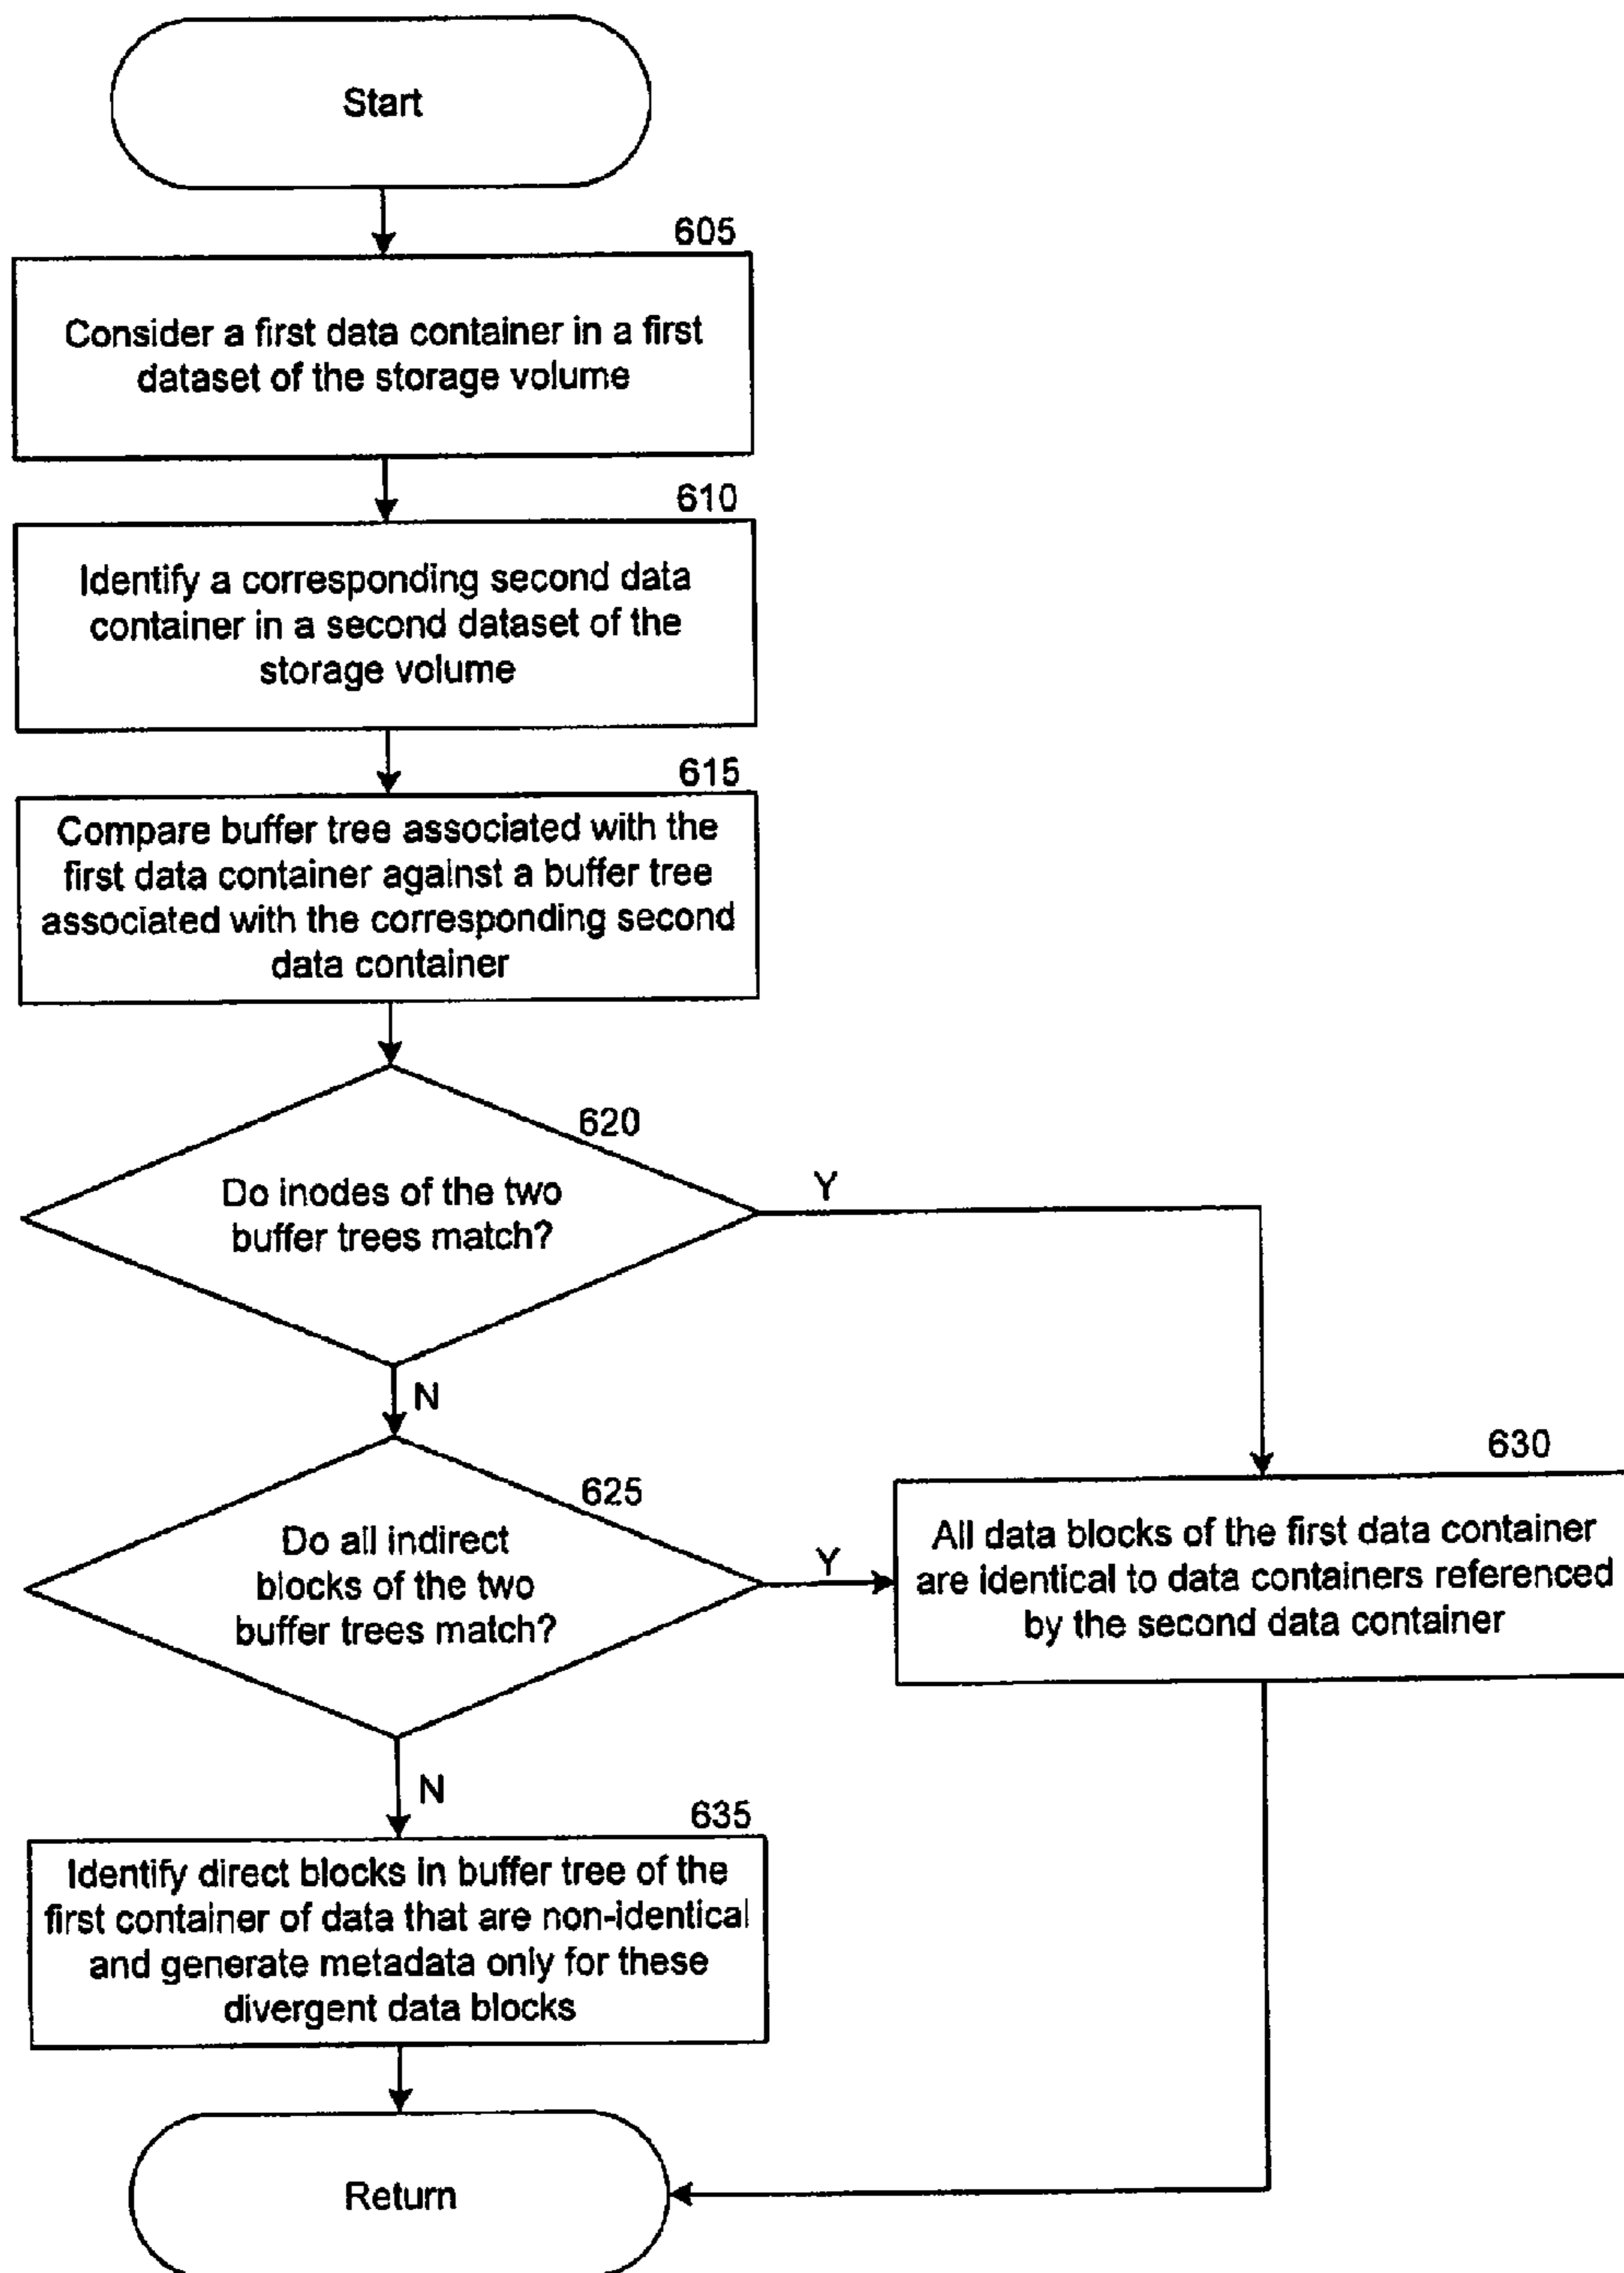 Start
605
Consider a first data container in a first
dataset of the storage volume
610
Identify a corresponding second data
container in a second dataset of the
storage volume
615
Compare buffer tree associated with the
first data container against a buffer tree
associated with the corresponding second
data container
620
Do inodes of the two
buffer trees match?
Y
N
625
Do all indirect
blocks of the two
buffer trees match?
Y
630
All data blocks of the first data container
are identical to data containers referenced
by the second data container
N
635
Identify direct blocks in buffer tree of the
first container of data that are non-identical
and generate metadata only for these
divergent data blocks
Return